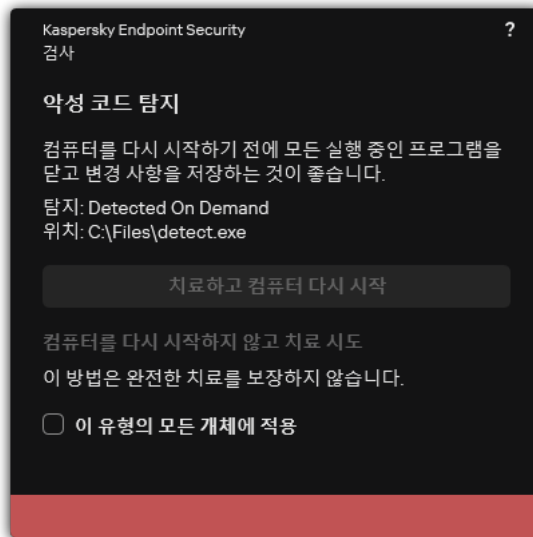 Kaspersky Endpoint Security
?
검사
악성 코드 탐지
컴퓨터를 다시 시작하기 전에 모든 실행 중인 프로그램을
닫고 변경 사항을 저장하는 것이 좋습니다.
탐지: Detected On Demand
위치: C:\Files\detect.exe
치료하고 컴퓨터 다시 시작
컴퓨터를 다시 시작하지 않고 치료 시도
이 방법은 완전한 치료를 보장하지 않습니다.
이 유형의 모든 개체에 적용